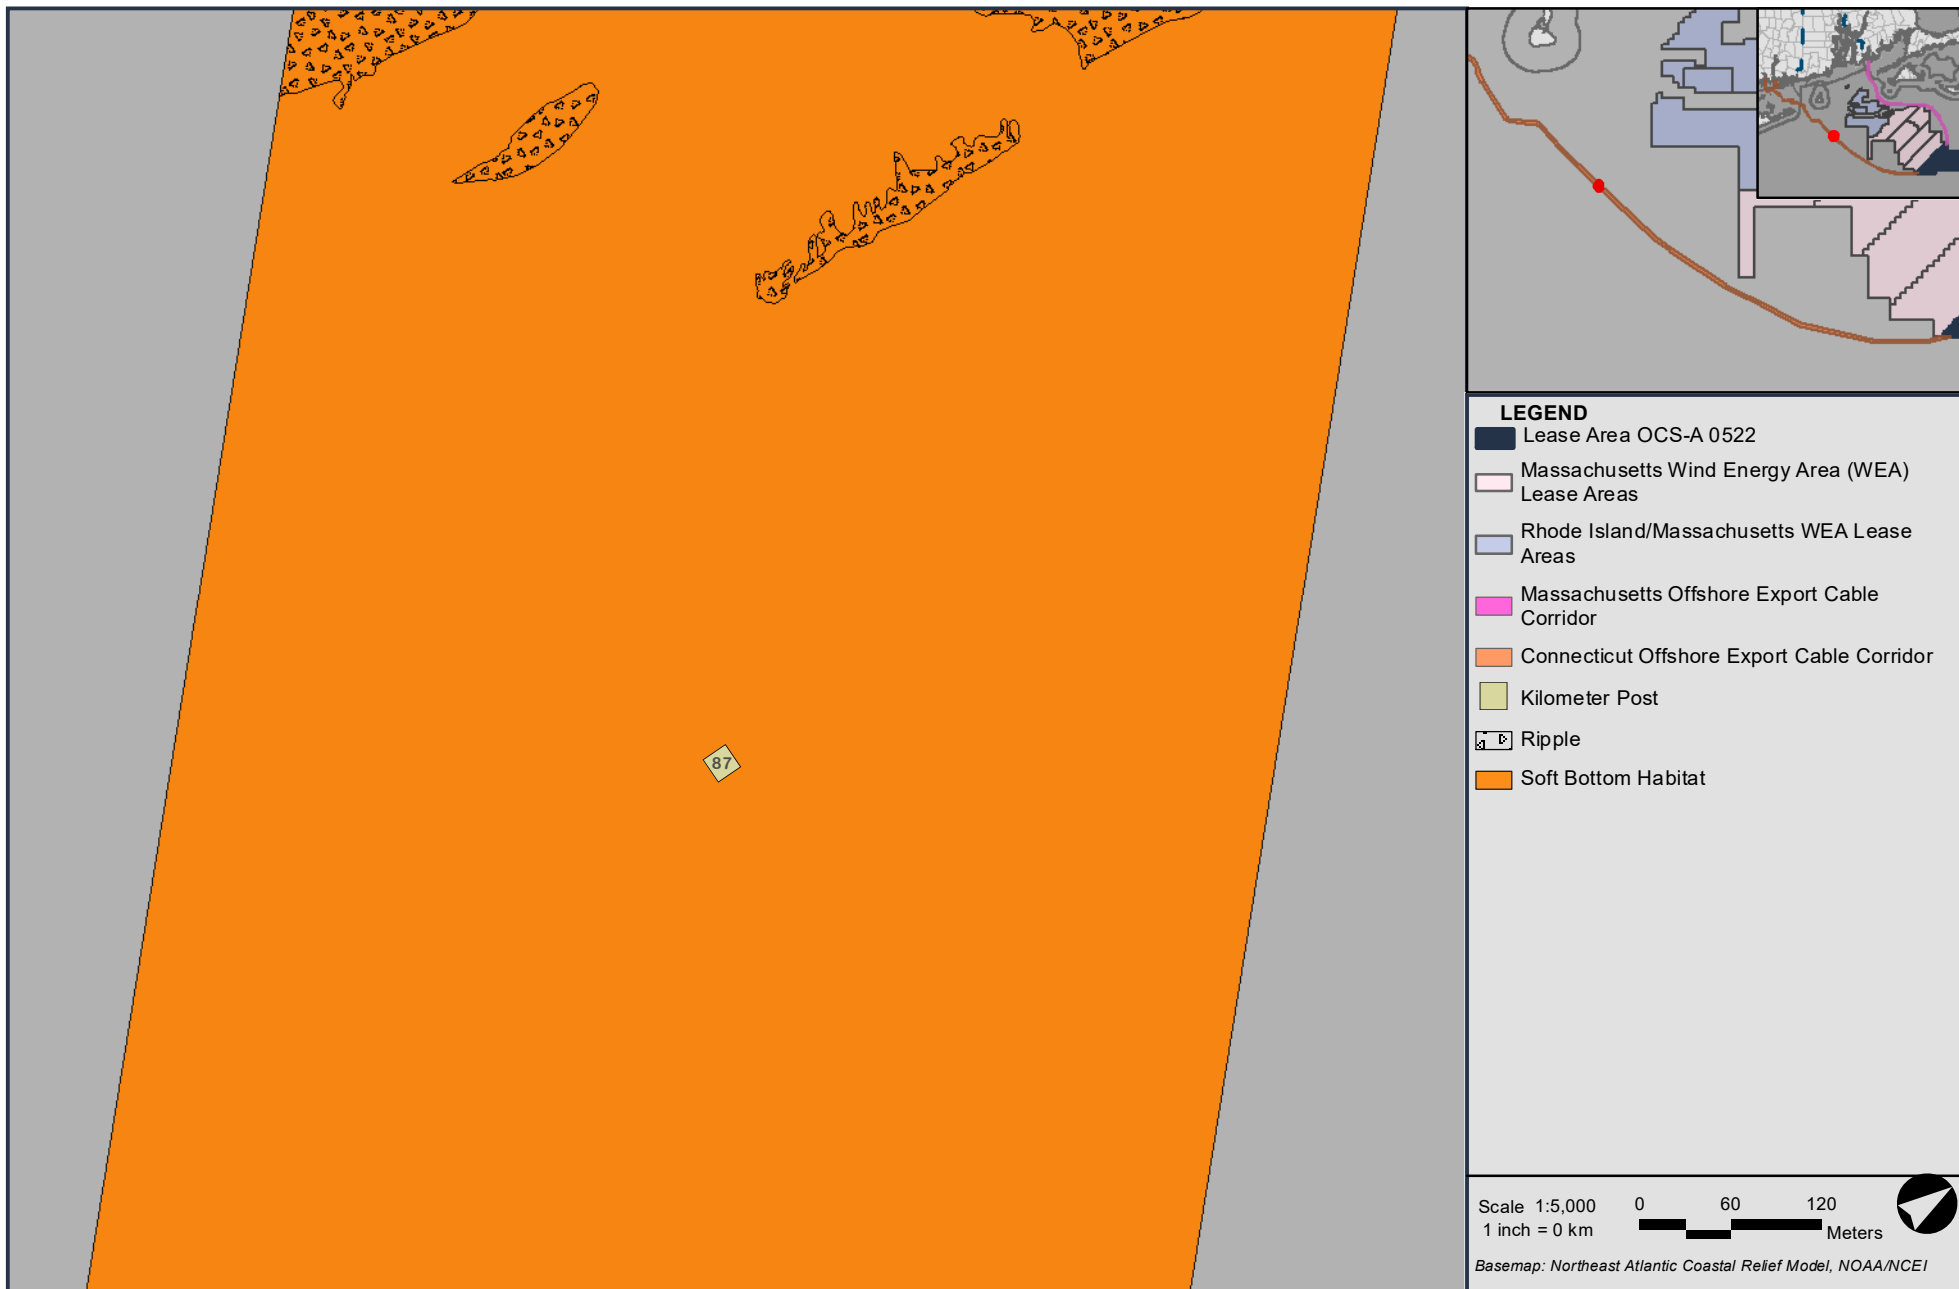 87
LEGEND
Lease Area OCS-A 0522
Massachusetts Wind Energy Area (WEA)
Lease Areas
Rhode Island/Massachusetts WEA Lease
Areas
Massachusetts Offshore Export Cable
Corridor
Connecticut Offshore Export Cable Corridor
Kilometer Post
Ripple
Soft Bottom Habitat
Scale 1:5,000
1 inch = 0 km
0 60 120
Meters
Basemap: Northeast Atlantic Coastal Relief Model, NOAA/NCEI